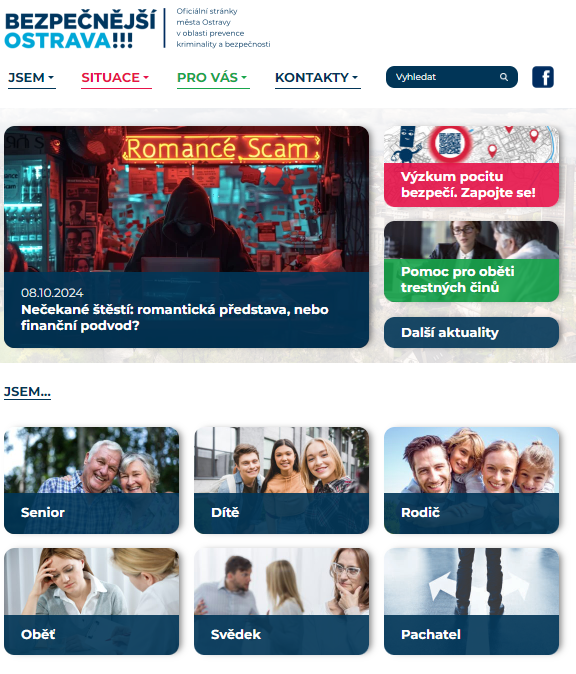 BEZPEČNĚJŠÍ
OSTRAVA!!!
Oficiální stránky
města Ostravy
v oblasti prevence
kriminality a bezpečnosti
JSEM
SITUACE
PRO VÁS
KONTAKTY
Vyhledat
f
Romance Scam
08.10.2024
Nečekané štěstí: romantická představa, nebo
finanční podvod?
Výzkum pocitu
bezpečí. Zapojte se!
Pomoc pro oběti
trestných činů
Další aktuality
JSEM...
Senior
Dítě
Rodič
Oběť
Svědek
Pachatel